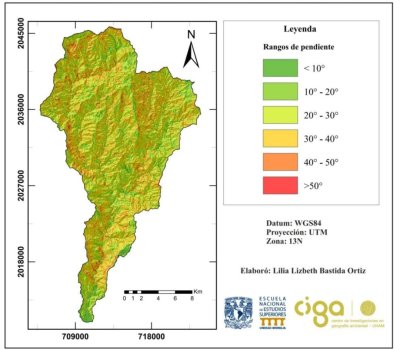 2045000
2036000
2027000
2018000
709000
718000
N
0 1 2 4 6 8 Km
Leyenda
Rangos de pendiente
< 10°
10° - 20°
20° - 30°
30° - 40°
40° - 50°
>50°
Datum: WGS84
Proyección: UTM
Zona: 13N
Elaboró: Lilia Lizbeth Bastida Ortiz
ESCUELA
NACIONAL
DE ESTUDIOS
SUPERIORES
ciga
centro de investigaciones en
geografía ambiental - UNAM